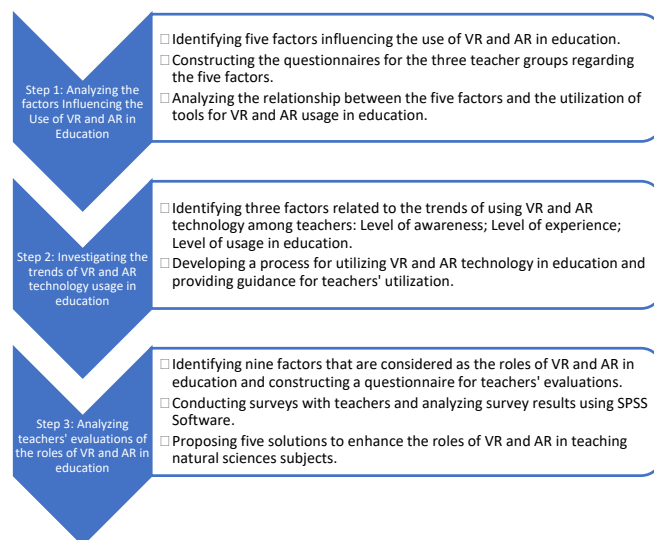 Step 1: Analyzing the
factors Influencing the
Use of VR and AR in
Education
□Identifying five factors influencing the use of VR and AR in education.
□Constructing the questionnaires for the three teacher groups regarding
the five factors.
□Analyzing the relationship between the five factors and the utilization of
tools for VR and AR usage in education.
Step 2: Investigating the
trends of VR and AR
technology usage in
education
□Identifying three factors related to the trends of using VR and AR
technology among teachers: Level of awareness; Level of experience;
Level of usage in education.
□Developing a process for utilizing VR and AR technology in education and
providing guidance for teachers' utilization.
Step 3: Analyzing
teachers' evaluations of
the roles of VR and AR in
education
□Identifying nine factors that are considered as the roles of VR and AR in
education and constructing a questionnaire for teachers' evaluations.
□Conducting surveys with teachers and analyzing survey results using SPSS
Software.
□Proposing five solutions to enhance the roles of VR and AR in teaching
natural sciences subjects.